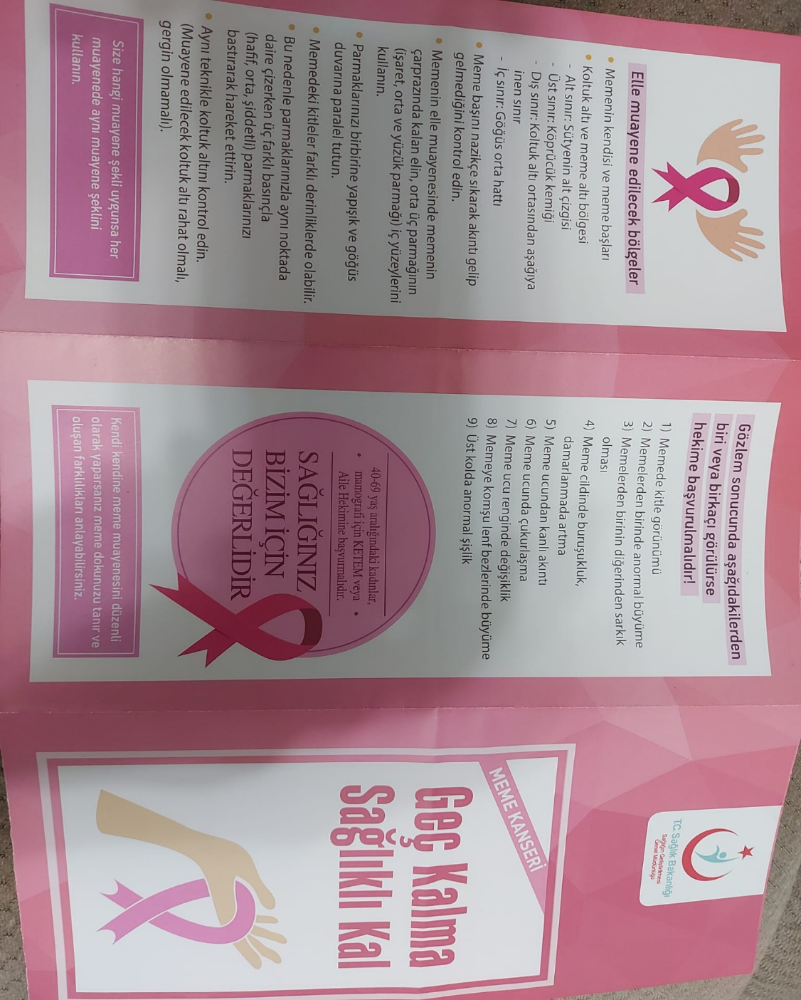 Elle muayene edilecek bölgeler
• Memenin kendisi ve meme başları
• Koltuk altı ve meme altı bölgesi
- Alt sınır: Sütyenin alt çizgisi
- Üst sınır: Köprücük kemiği
- Dış sınır: Koltuk altı ortasından aşağıya
inen sınır
- İç sınır: Göğüs orta hattı
• Meme başını nazikçe sıkarak akıntı gelip
gelmediğini kontrol edin.
• Memenin elle muayenesinde memenin
çarprazında kalan elin, orta üç parmağının
(işaret, orta ve yüzük parmağı) iç yüzeylerini
kullanın.
• Parmaklarınızı birbirine yapışık ve göğüs
duvarına paralel tutun.
• Memedeki kitleler farklı derinliklerde olabilir.
• Bu nedenle parmaklarınızla aynı noktada
daire çizerken üç farklı basınçla
(hafif, orta, şiddetli) parmaklarınızı
bastırarak hareket ettirin.
• Aynı teknikle koltuk altını kontrol edin.
(Muayene edilecek koltuk altı rahat olmalı,
gergin olmamalı).
Size hangi muayene şekli uygunsa her
muayenede aynı muayene şeklini
kullanın.
Gözlem sonucunda aşağıdakilerden
biri veya birkaçı görülürse
hekime başvurulmalıdır!
1) Memede kitle görünümü
2) Memelerden birinde anormal büyüme
3) Memelerden birinin diğerinden sarkık
olması
4) Meme cildinde buruşukluk,
damarlanmada artma
5) Meme ucundan kanlı akıntı
6) Meme ucunda çukurlaşma
7) Meme ucu renginde değişiklik
8) Memeye komşu lenf bezlerinde büyüme
9) Üst kolda anormal şişlik
40-69 yaş aralığındaki kadınlar,
• mamografi için KETEM veya •
Aile Hekimine başvurmalıdır.
SAĞLIĞINIZ
BİZİM İÇİN
DEĞERLİDİR
Kendi kendine meme muayenesini düzenli
olarak yaparsanız meme dokunuzu tanır ve
oluşan farklılıkları anlayabilirsiniz.
T.C. Sağlık Bakanlığı
Sağlığın Geliştirilmesi
Genel Müdürlüğü
MEME KANSERİ
Geç Kalma
Sağlıklı Kal